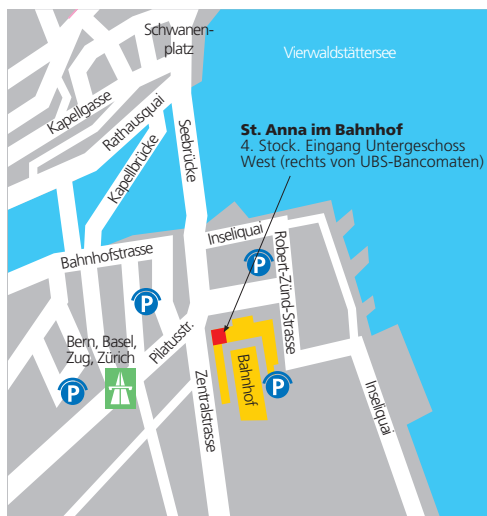 Schwanen-
platz
Vierwaldstättersee
Kapellgasse
Rathausquai
Kapellbrücke
Seebrücke
St. Anna im Bahnhof
4. Stock. Eingang Untergeschoss
West (rechts von UBS-Bancomaten)
Bahnhofstrasse
Inseliquai
Robert-Zünd-Strasse
P
P
Bern, Basel,
Zug, Zürich
Pilatusstr.
P
P
Zentralstrasse
Bahnhof
Inseliquai